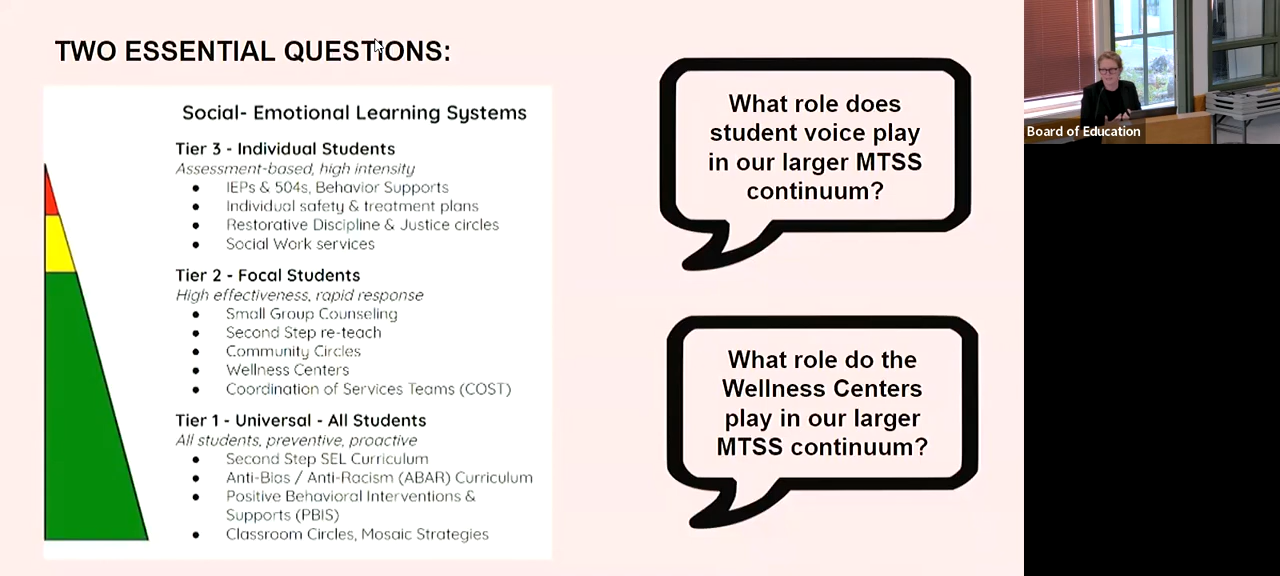 TWO ESSENTIAL QUESTIONS:
Social- Emotional Learning Systems
Tier 3 - Individual Students
Assessment-based, high intensity
● IEPs & 504s, Behavior Supports
● Individual safety & treatment plans
● Restorative Discipline & Justice circles
● Social Work services
Tier 2 - Focal Students
High effectiveness, rapid response
● Small Group Counseling
● Second Step re-teach
● Community Circles
● Wellness Centers
● Coordination of Services Teams (COST)
Tier 1 - Universal - All Students
All students, preventive, proactive
● Second Step SEL Curriculum
● Anti-Bias / Anti-Racism (ABAR) Curriculum
● Positive Behavioral Interventions &
Supports (PBIS)
● Classroom Circles, Mosaic Strategies
What role does
student voice play
in our larger MTSS
continuum?
What role do the
Wellness Centers
play in our larger
MTSS continuum?
Board of Education